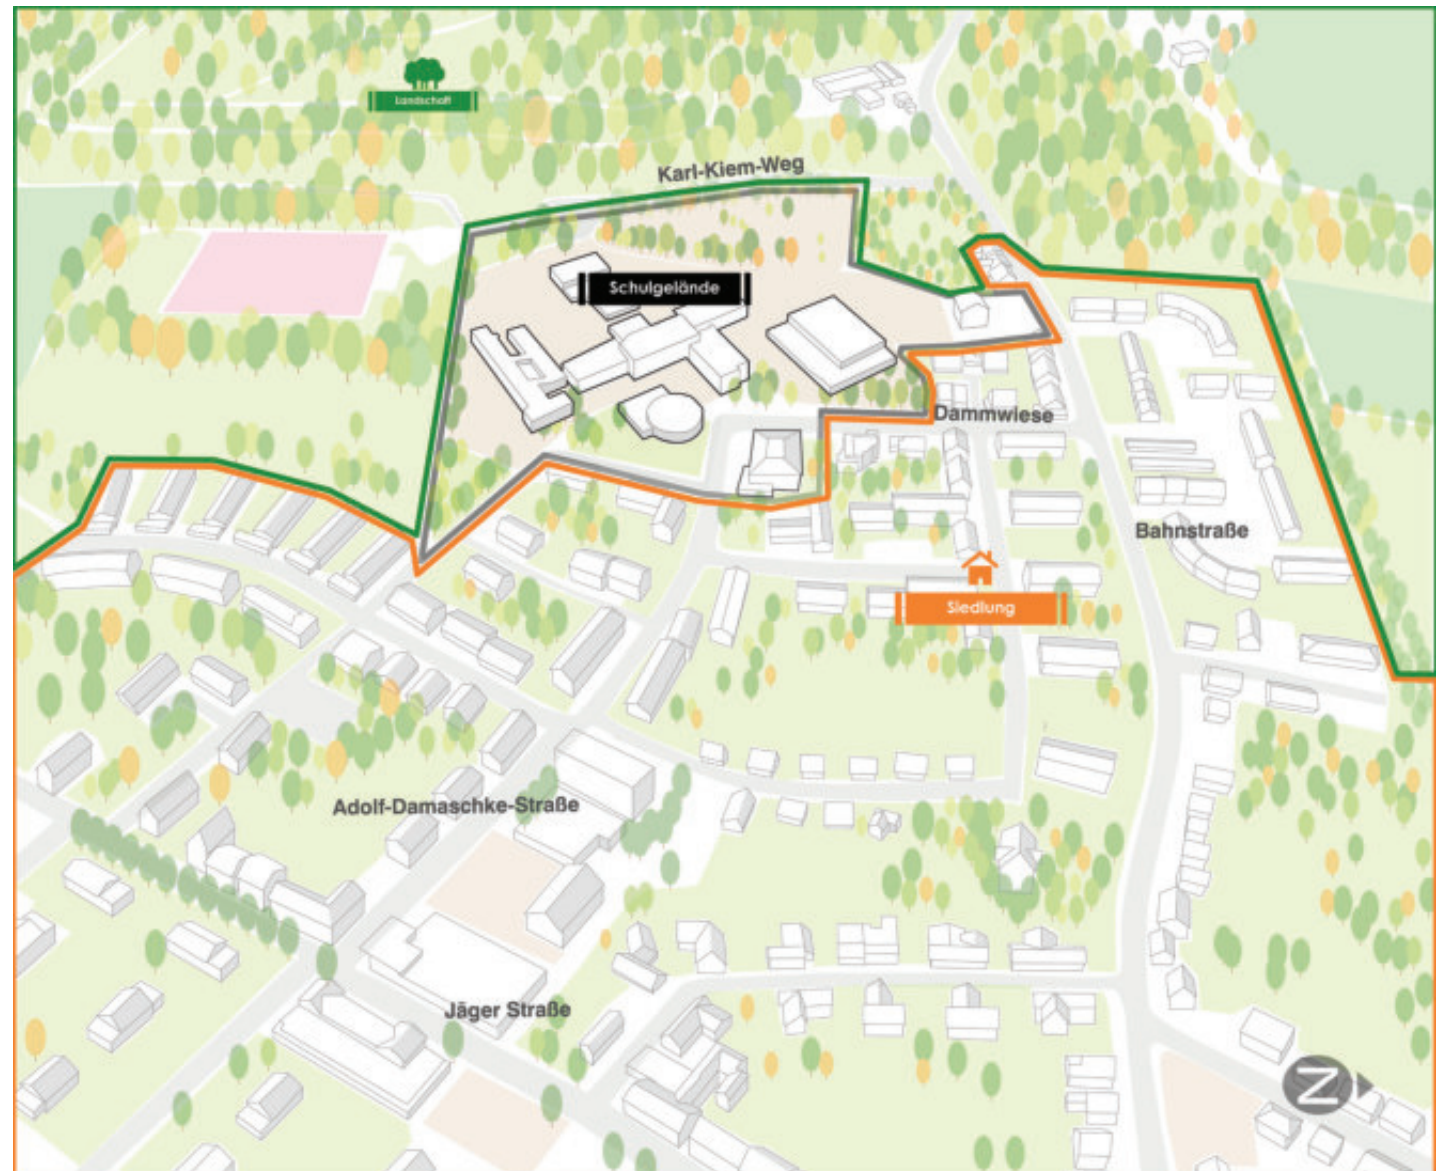 Landschaft
Karl-Kiem-Weg
Schulgelände
Dammwiese
Bahnstraße
Siedlung
Adolf-Damaschke-Straße
Jäger Straße
N